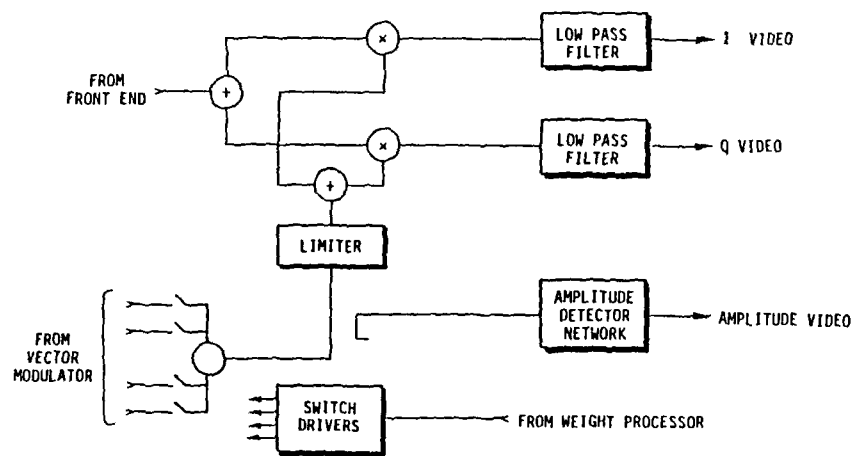 LOW PASS
FILTER
I VIDEO
FROM
FRONT END
+
×
×
LOW PASS
FILTER
Q VIDEO
+
LIMITER
AMPLITUDE
DETECTOR
NETWORK
AMPLITUDE VIDEO
FROM
VECTOR
MODULATOR
SWITCH
DRIVERS
FROM WEIGHT PROCESSOR